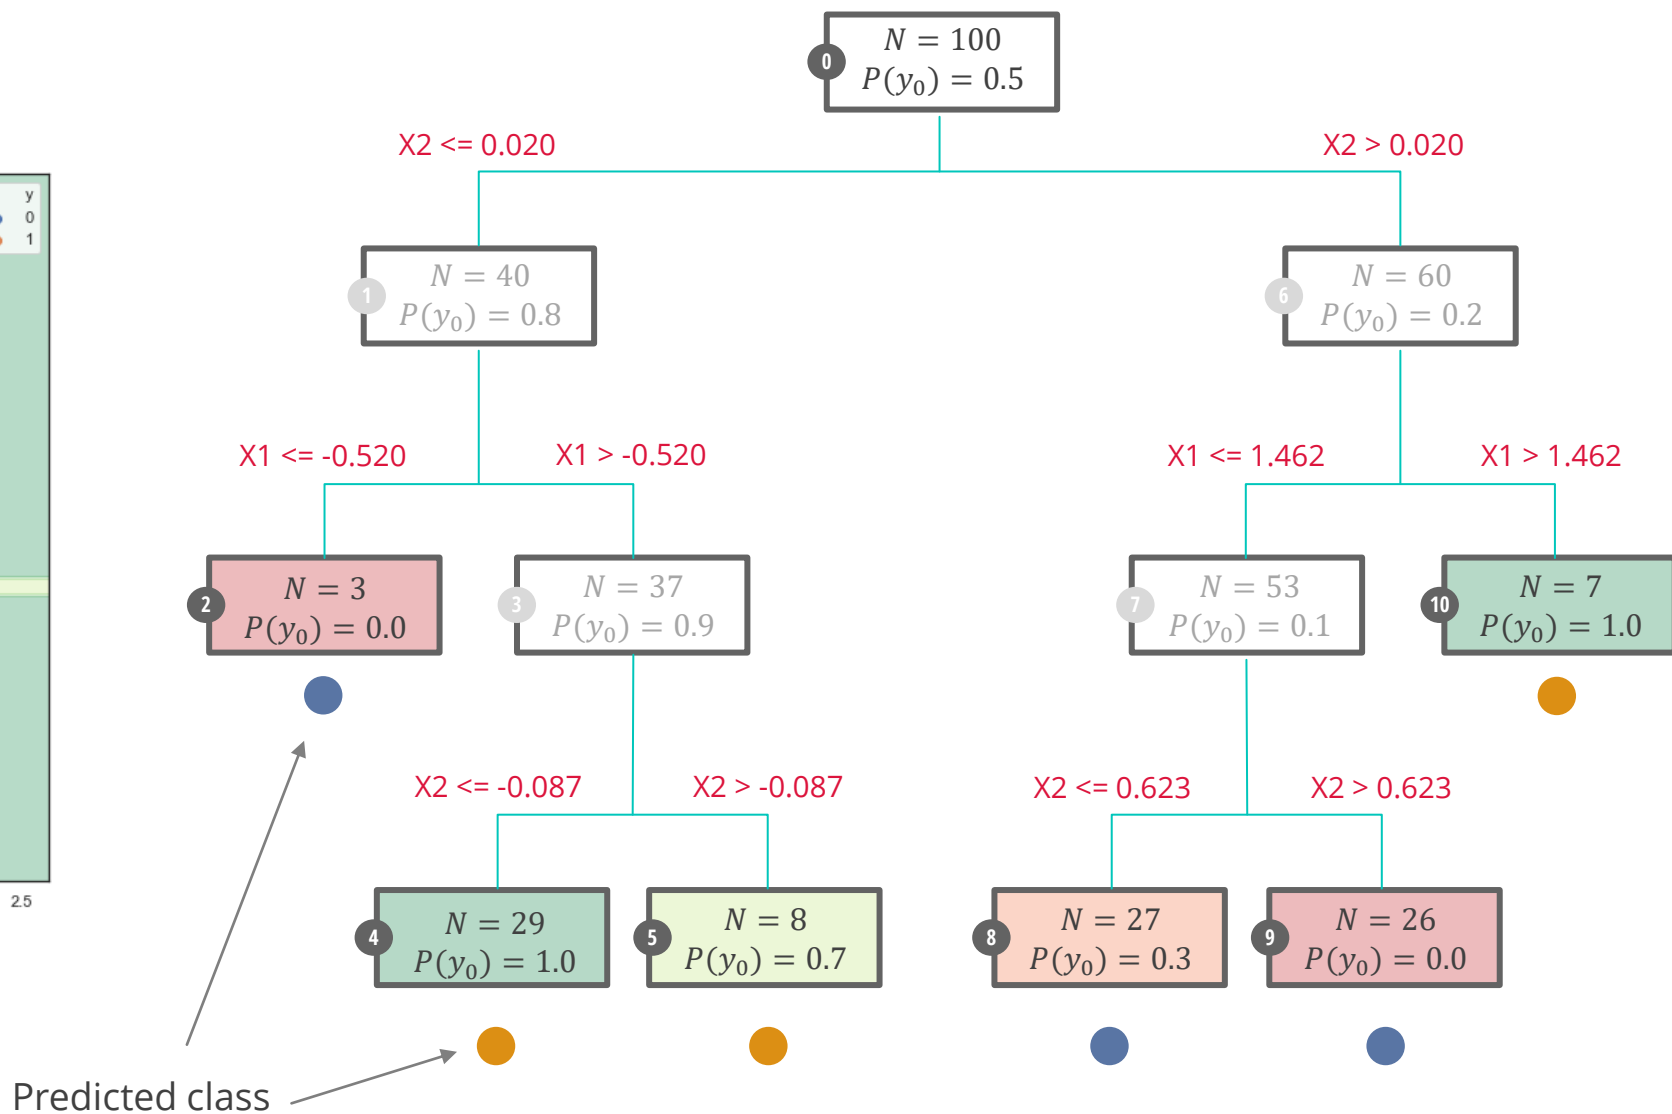 0
N = 100
P(y₀) = 0.5
X2 <= 0.020
X2 > 0.020
y
0
1
1
N = 40
P(y₀) = 0.8
6
N = 60
P(y₀) = 0.2
X1 <= -0.520
X1 > -0.520
X1 <= 1.462
X1 > 1.462
2
N = 3
P(y₀) = 0.0
3
N = 37
P(y₀) = 0.9
7
N = 53
P(y₀) = 0.1
10
N = 7
P(y₀) = 1.0
X2 <= -0.087
X2 > -0.087
X2 <= 0.623
X2 > 0.623
2.5
4
N = 29
P(y₀) = 1.0
5
N = 8
P(y₀) = 0.7
8
N = 27
P(y₀) = 0.3
9
N = 26
P(y₀) = 0.0
Predicted class